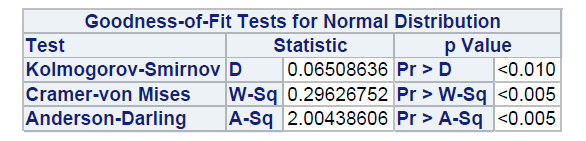 Goodness-of-Fit Tests for Normal Distribution
Test Statistic p Value
Kolmogorov-Smirnov D 0.06508636 Pr > D <0.010
Cramer-von Mises W-Sq 0.29626752 Pr > W-Sq <0.005
Anderson-Darling A-Sq 2.00438606 Pr > A-Sq <0.005